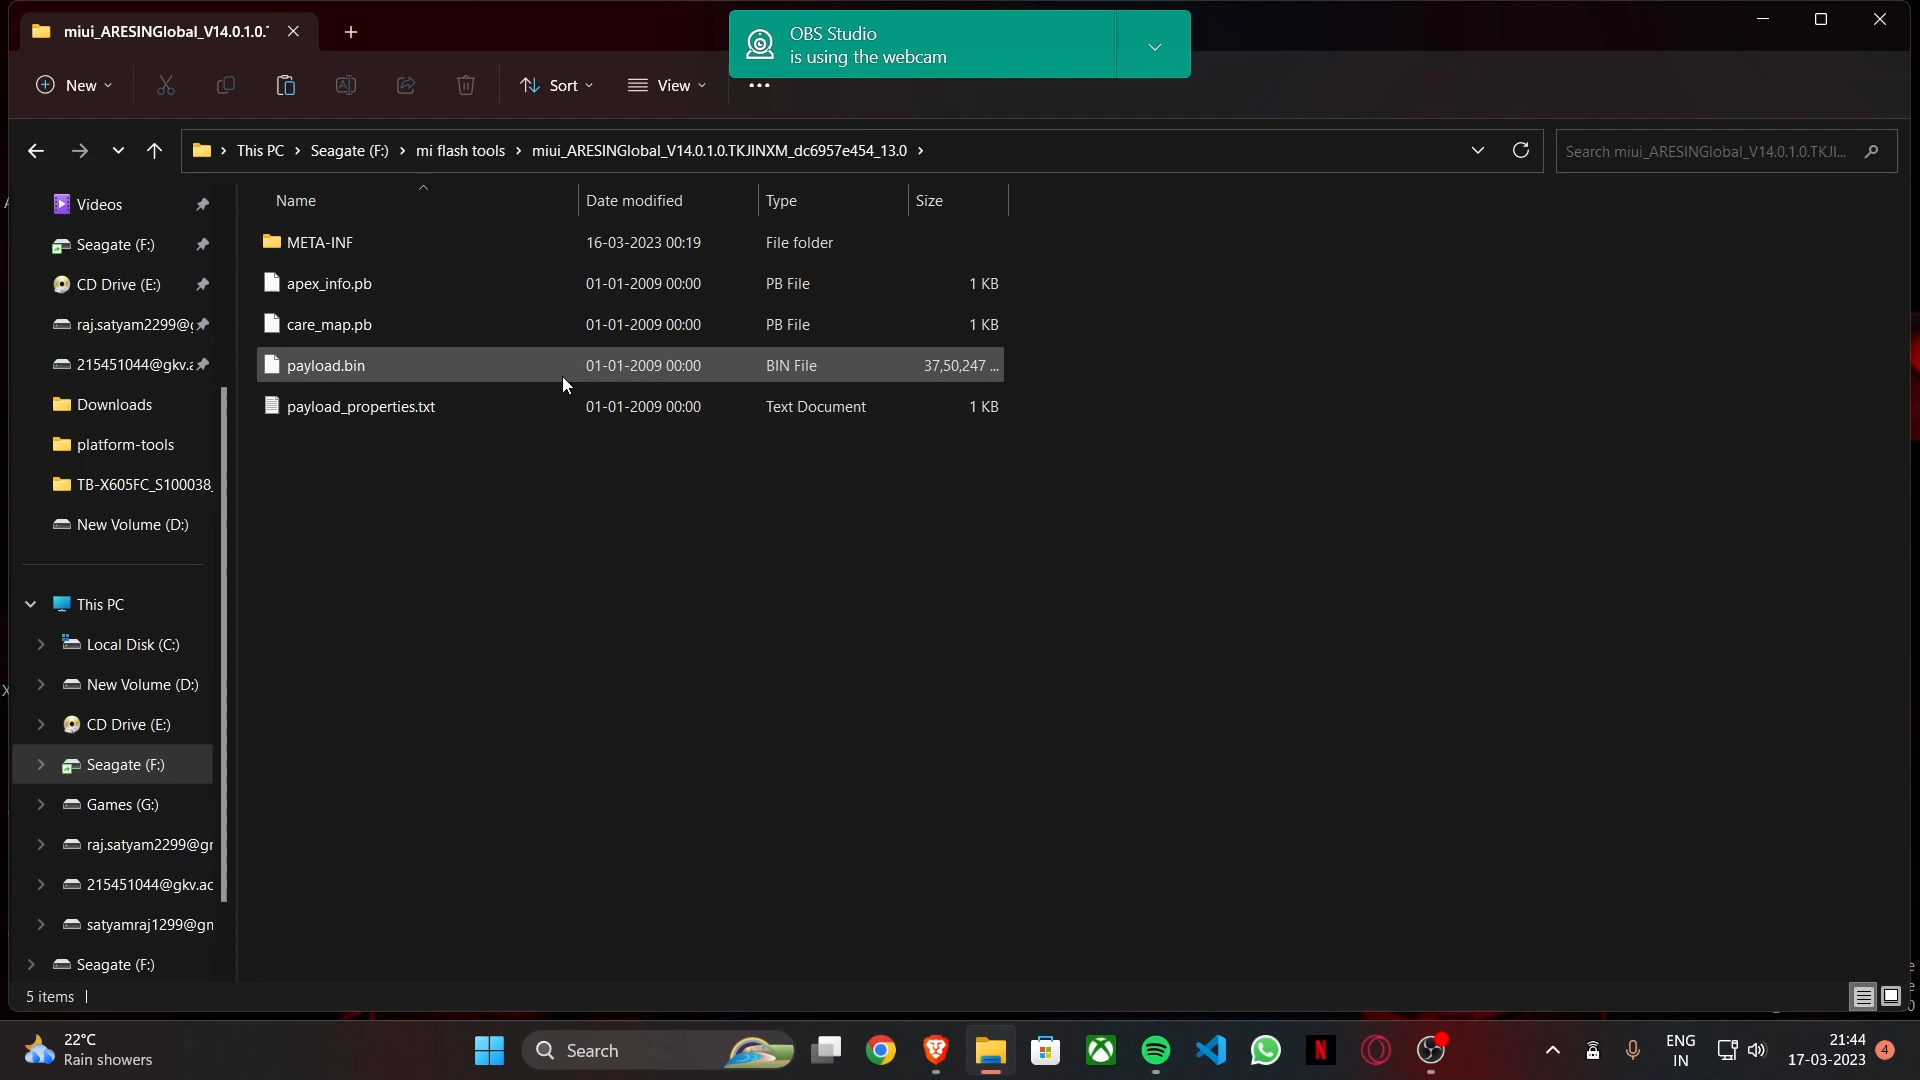 miui_ARESINGlobal_V14.0.1.0.
OBS Studio
is using the webcam
New
Sort
View
This PC > Seagate (F:) > mi flash tools > miui_ARESINGlobal_V14.0.1.0.TKJINXM_dc6957e454_13.0 >
Search miui_ARESINGlobal_V14.0.1.0.TKJI...
Name Date modified Type Size
META-INF 16-03-2023 00:19 File folder
apex_info.pb 01-01-2009 00:00 PB File 1 KB
care_map.pb 01-01-2009 00:00 PB File 1 KB
payload.bin 01-01-2009 00:00 BIN File 37,50,247 ...
payload_properties.txt 01-01-2009 00:00 Text Document 1 KB
Videos
Seagate (F:)
CD Drive (E:)
raj.satyam2299@g
215451044@gkv.a
Downloads
platform-tools
TB-X605FC_S100038_
New Volume (D:)
This PC
Local Disk (C:)
New Volume (D:)
CD Drive (E:)
Seagate (F:)
Games (G:)
raj.satyam2299@gr
215451044@gkv.ac
satyamraj1299@gn
Seagate (F:)
5 items
22°C
Rain showers
Search
ENG
IN
21:44
17-03-2023
4